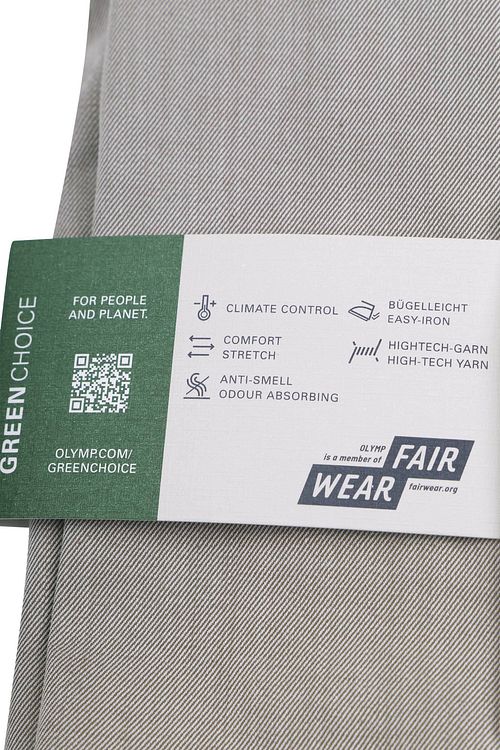 GREEN CHOICE
FOR PEOPLE
AND PLANET.
OLYMP.COM/
GREENCHOICE
CLIMATE CONTROL
COMFORT
STRETCH
ANTI-SMELL
ODOUR ABSORBING
BÜGELLEICHT
EASY-IRON
HIGHTECH-GARN
HIGH-TECH YARN
OLYMP
is a member of
FAIR
WEAR
fairwear.org